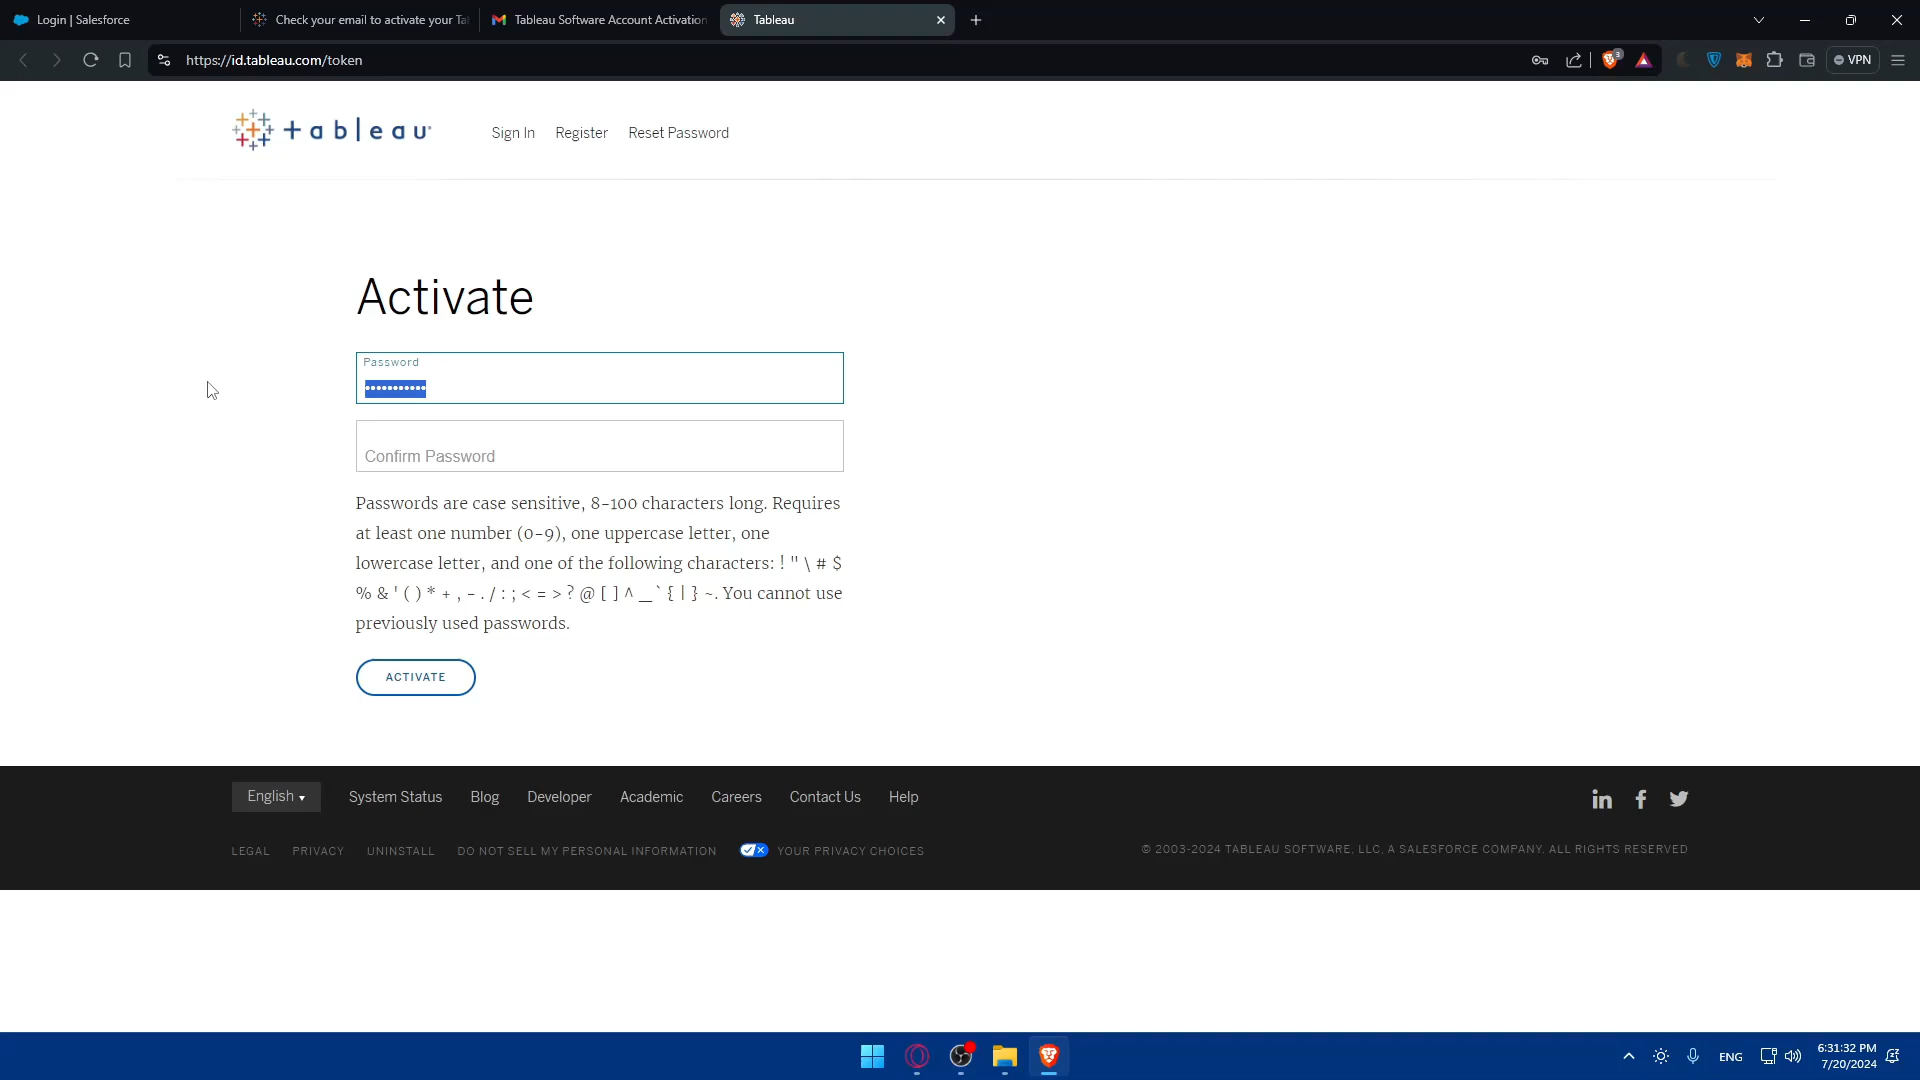 Login | Salesforce
Check your email to activate your Ta
Tableau Software Account Activation
Tableau
https://id.tableau.com/token
3
VPN
+ableau
Sign In Register Reset Password
Activate
Password
•••••••••••
Confirm Password
Passwords are case sensitive, 8-100 characters long. Requires
at least one number (0-9), one uppercase letter, one
lowercase letter, and one of the following characters: ! " \ # $
% & ' ( ) * + , - . / : ; < = > ? @ [ ] ^ _ ` { | } ~. You cannot use
previously used passwords.
ACTIVATE
English ▾ System Status Blog Developer Academic Careers Contact Us Help
LEGAL PRIVACY UNINSTALL DO NOT SELL MY PERSONAL INFORMATION YOUR PRIVACY CHOICES
© 2003-2024 TABLEAU SOFTWARE, LLC, A SALESFORCE COMPANY. ALL RIGHTS RESERVED
ENG
6:31:32 PM
7/20/2024